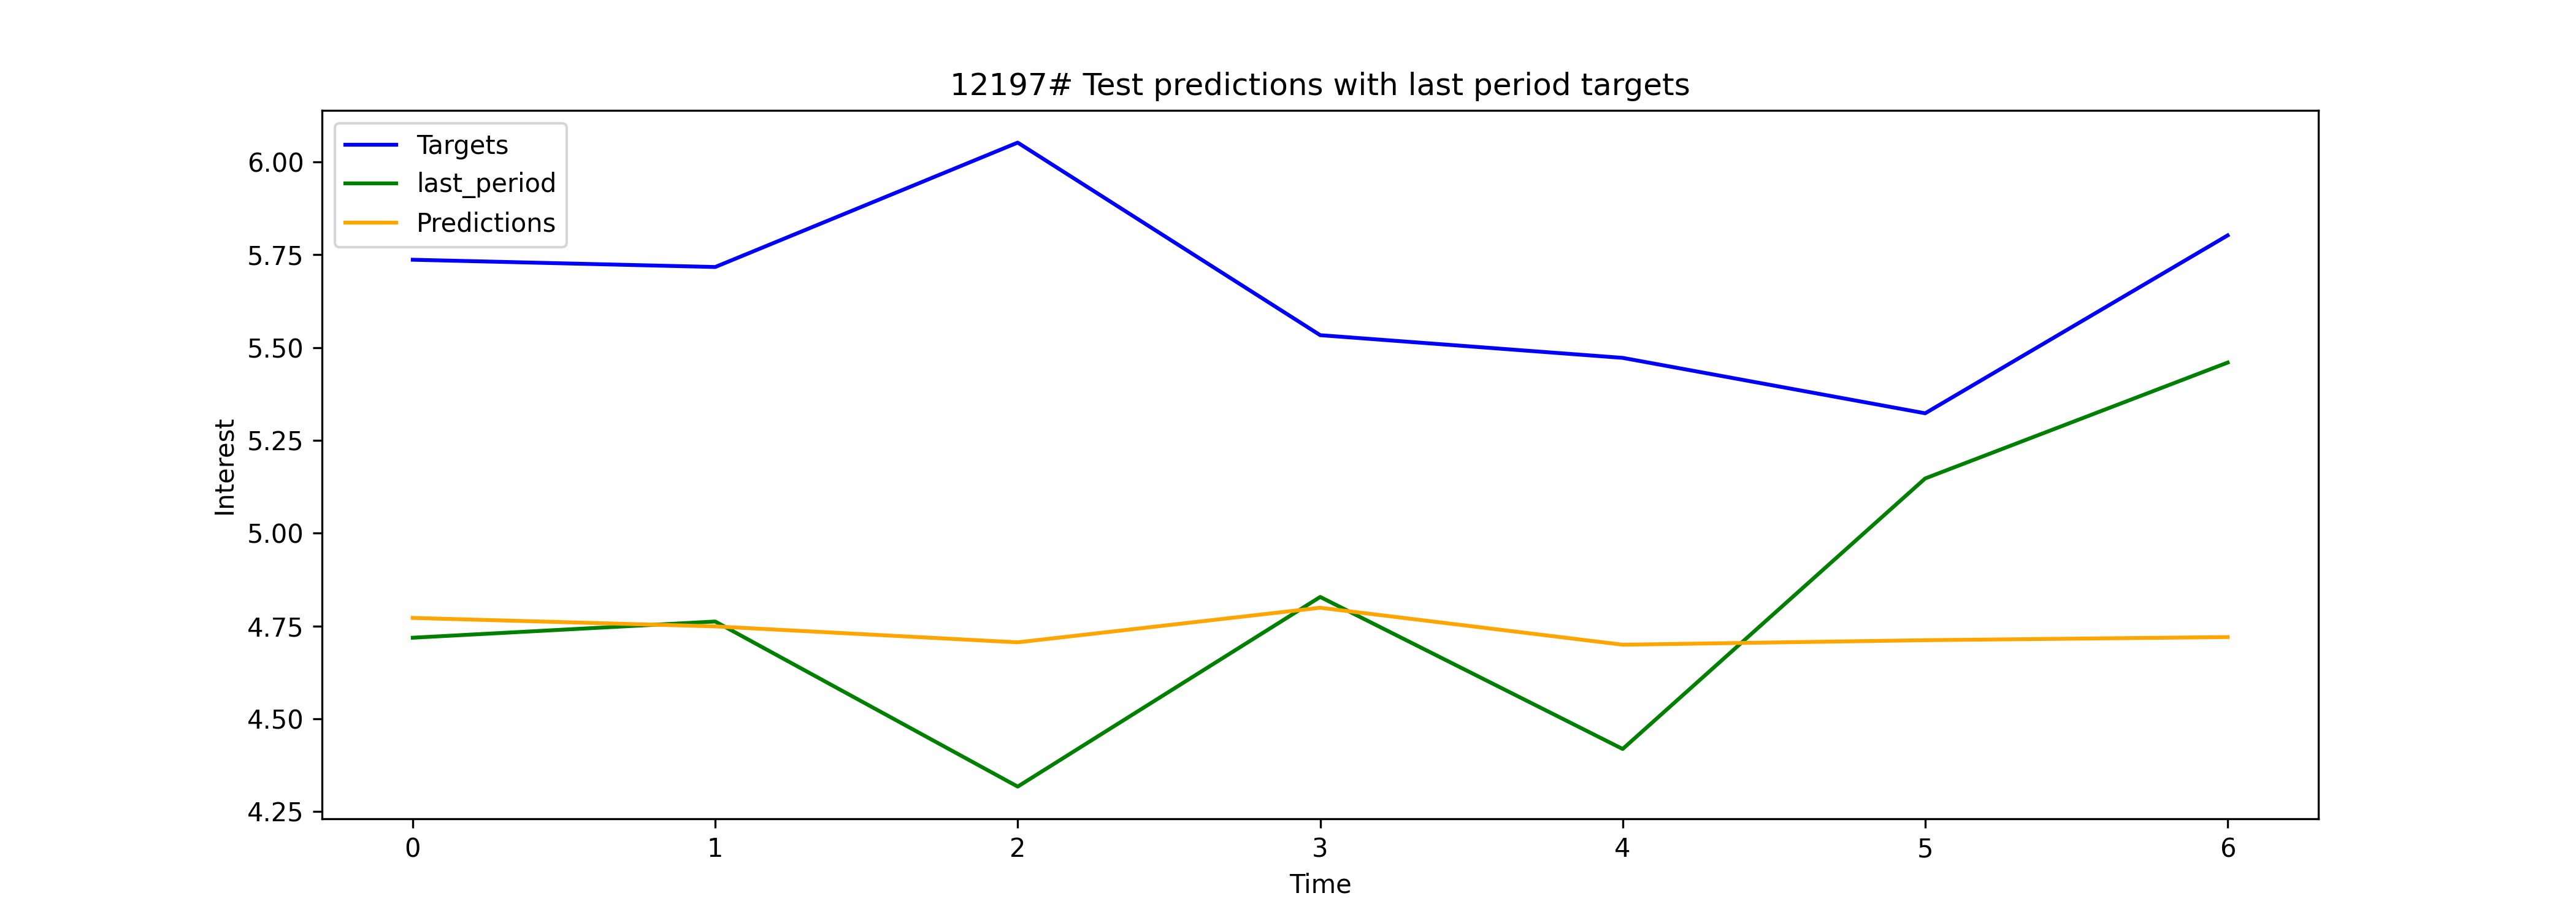 12197# Test predictions with last period targets
Targets
last_period
Predictions
6.00
5.75
5.50
5.25
5.00
4.75
4.50
4.25
Interest
0 1 2 3 4 5 6
Time